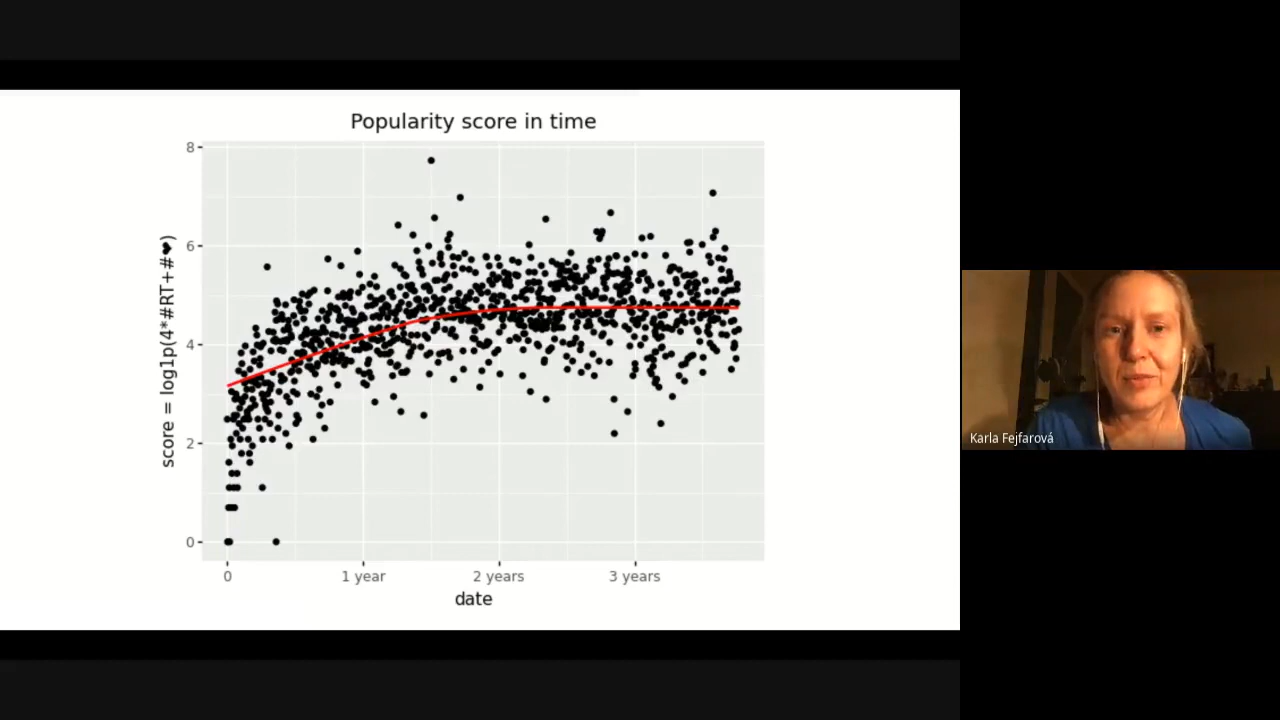 Popularity score in time
8
6
4
2
0
score = log1p(4*#RT+#♥)
0
1 year
2 years
3 years
date
Karla Fejfarová